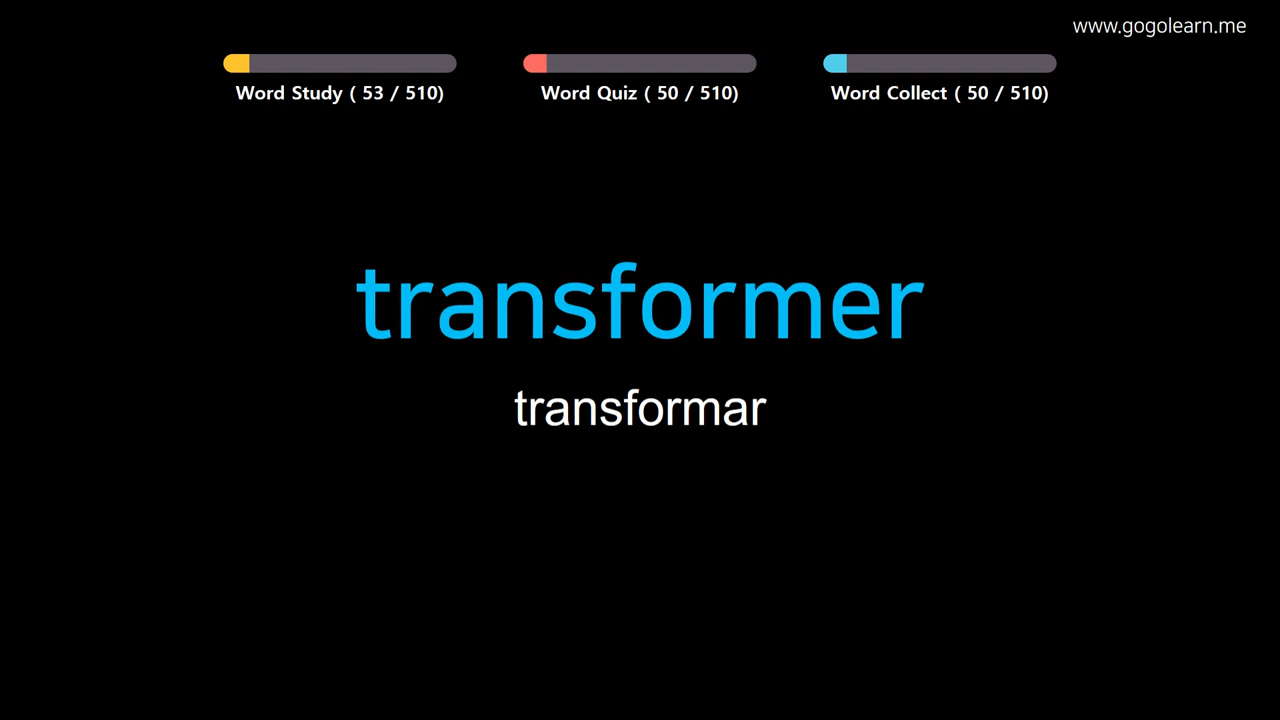 www.gogolearn.me
Word Study ( 53 / 510)
Word Quiz ( 50 / 510)
Word Collect ( 50 / 510)
transformer
transformar